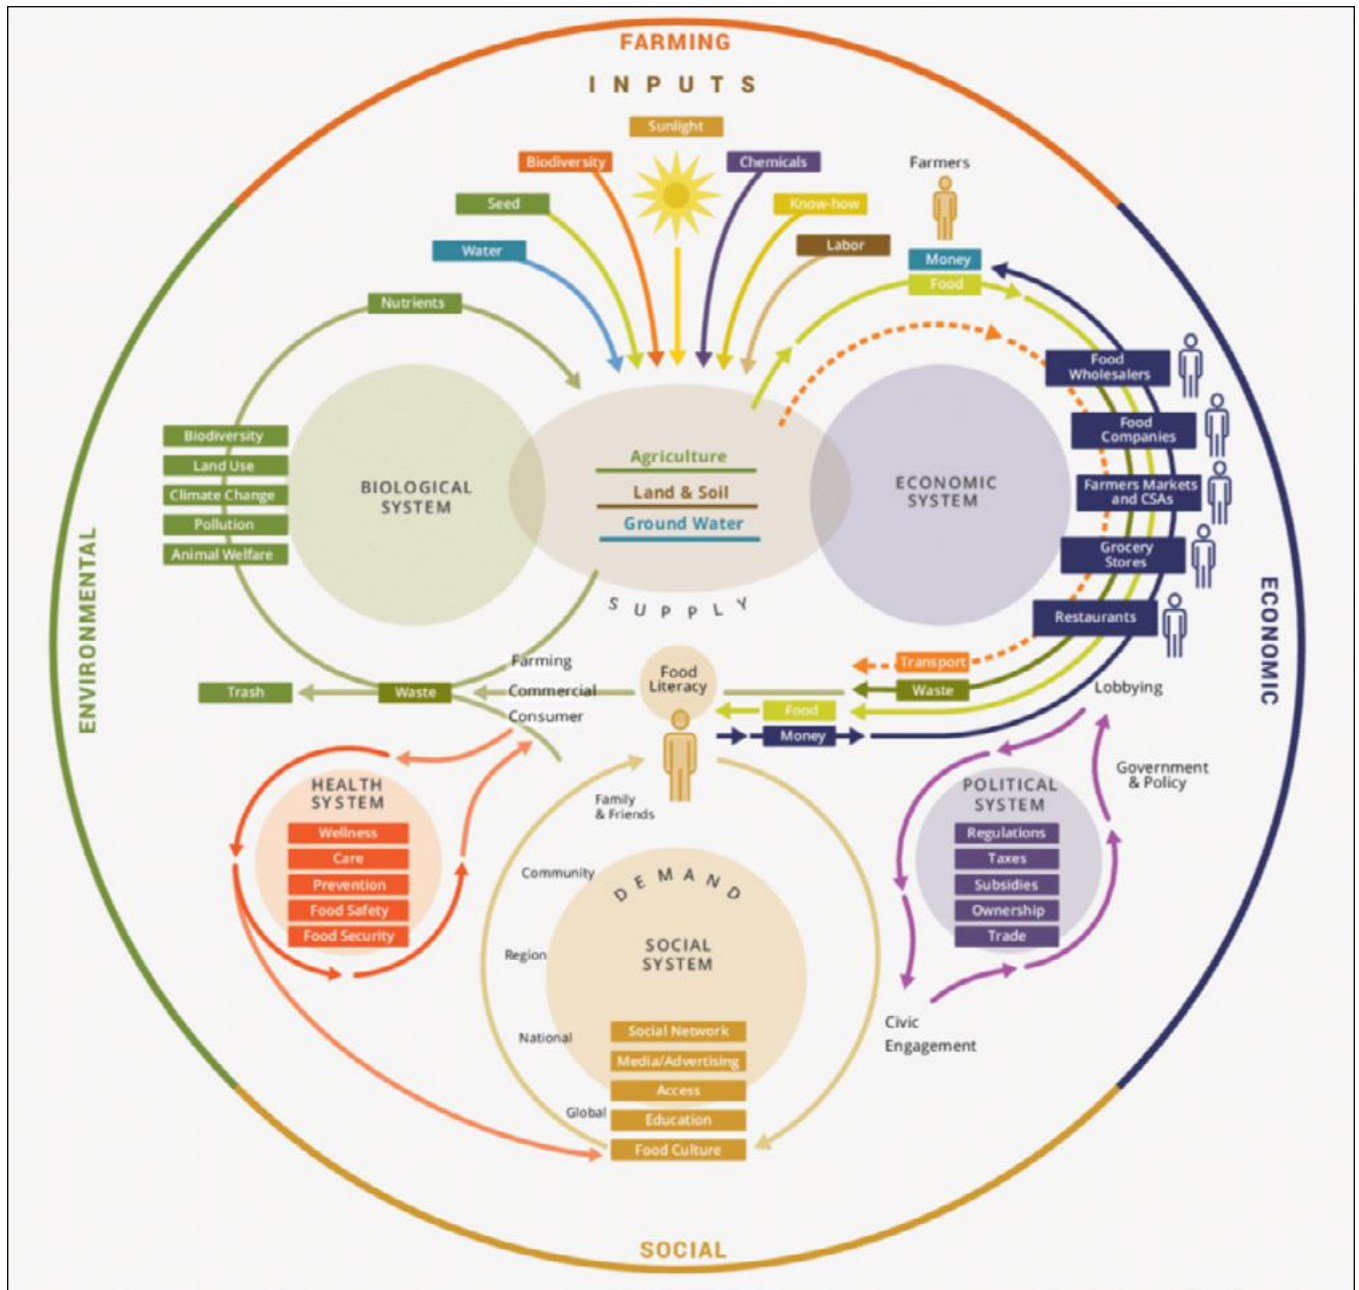 FARMING
INPUTS
Sunlight
Biodiversity
Chemicals
Farmers
Seed
Know-how
Water
Labor
Money
Food
Nutrients
Food
Wholesalers
Food
Companies
Farmers Markets
and CSAs
Grocery
Stores
Restaurants
Biodiversity
Land Use
Climate Change
Pollution
Animal Welfare
BIOLOGICAL
SYSTEM
Agriculture
Land & Soil
Ground Water
ECONOMIC
SYSTEM
SUPPLY
ENVIRONMENTAL
ECONOMIC
Farming
Commercial
Consumer
Trash
Waste
Food
Literacy
Transport
Waste
Food
Money
Lobbying
Government
& Policy
HEALTH
SYSTEM
Wellness
Care
Prevention
Food Safety
Food Security
Family
& Friends
Community
Region
National
Global
DEMAND
SOCIAL
SYSTEM
Social Network
Media/Advertising
Access
Education
Food Culture
POLITICAL
SYSTEM
Regulations
Taxes
Subsidies
Ownership
Trade
Civic
Engagement
SOCIAL